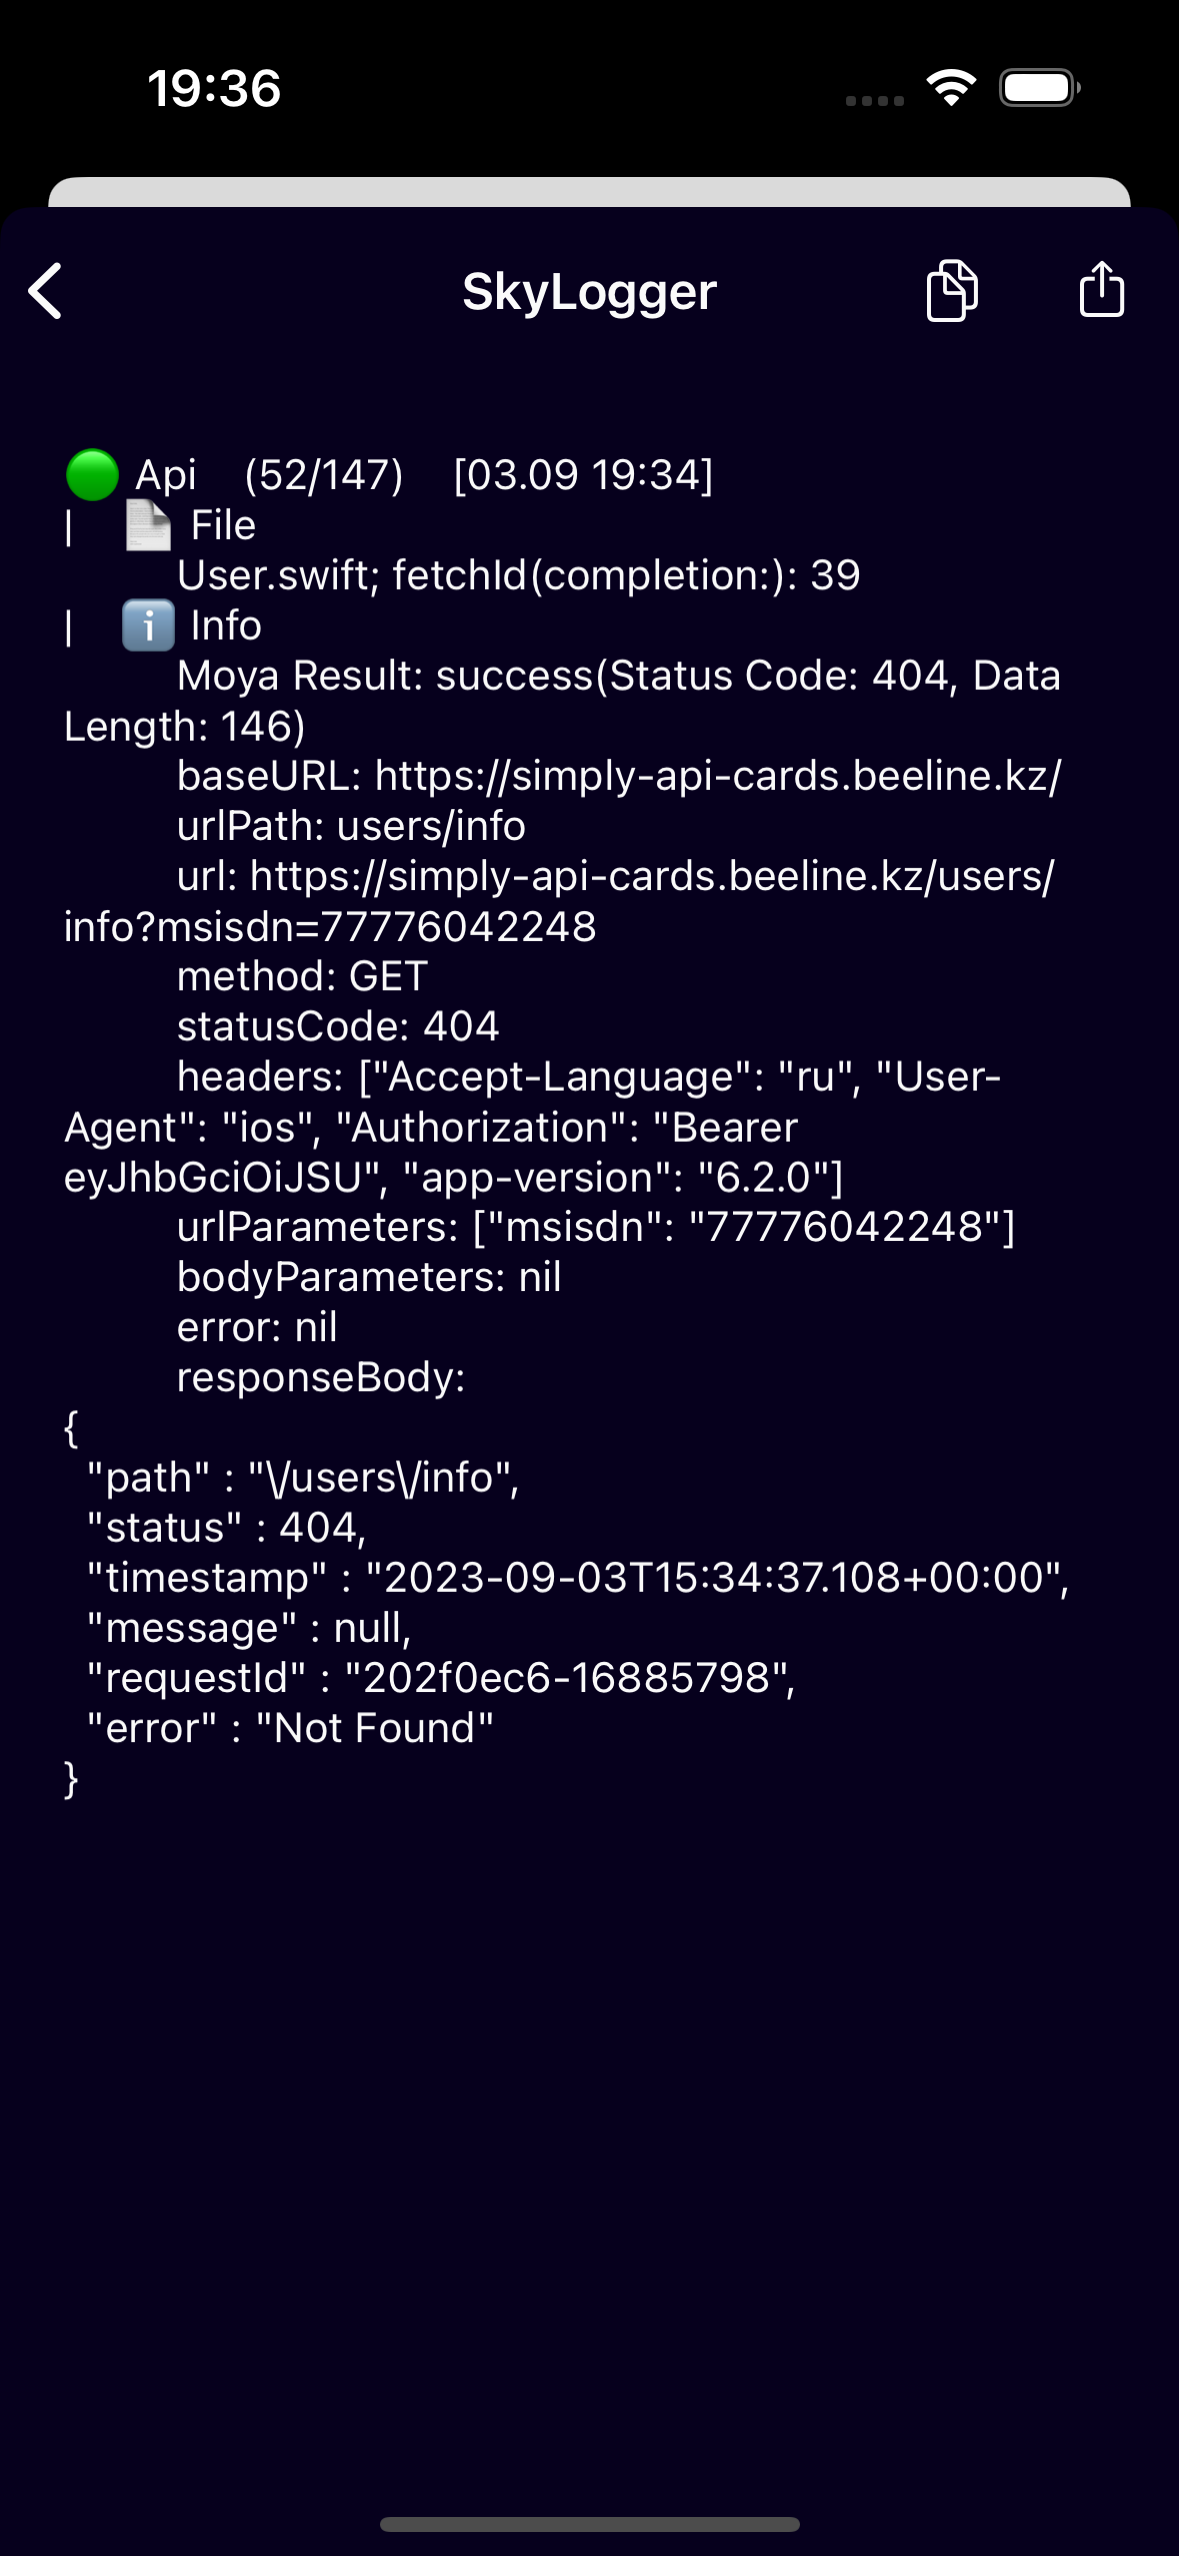 19:36
SkyLogger
Api (52/147) [03.09 19:34]
| File
User.swift; fetchId(completion:): 39
| Info
Moya Result: success(Status Code: 404, Data
Length: 146)
baseURL: https://simply-api-cards.beeline.kz/
urlPath: users/info
url: https://simply-api-cards.beeline.kz/users/
info?msisdn=77776042248
method: GET
statusCode: 404
headers: ["Accept-Language": "ru", "User-
Agent": "ios", "Authorization": "Bearer
eyJhbGciOiJSU", "app-version": "6.2.0"]
urlParameters: ["msisdn": "77776042248"]
bodyParameters: nil
error: nil
responseBody:
{
"path" : "\/users\/info",
"status" : 404,
"timestamp" : "2023-09-03T15:34:37.108+00:00",
"message" : null,
"requestId" : "202f0ec6-16885798",
"error" : "Not Found"
}